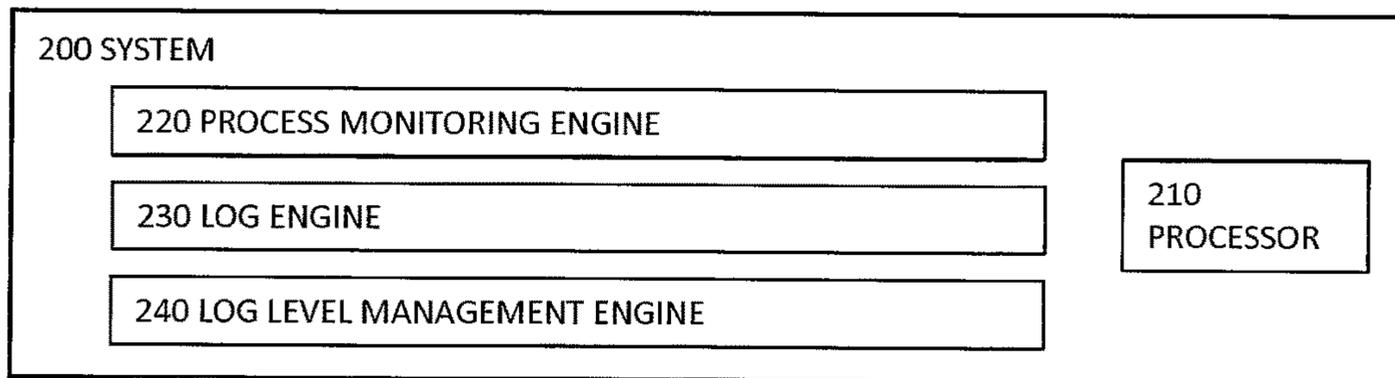 200 SYSTEM
220 PROCESS MONITORING ENGINE
230 LOG ENGINE
240 LOG LEVEL MANAGEMENT ENGINE
210
PROCESSOR